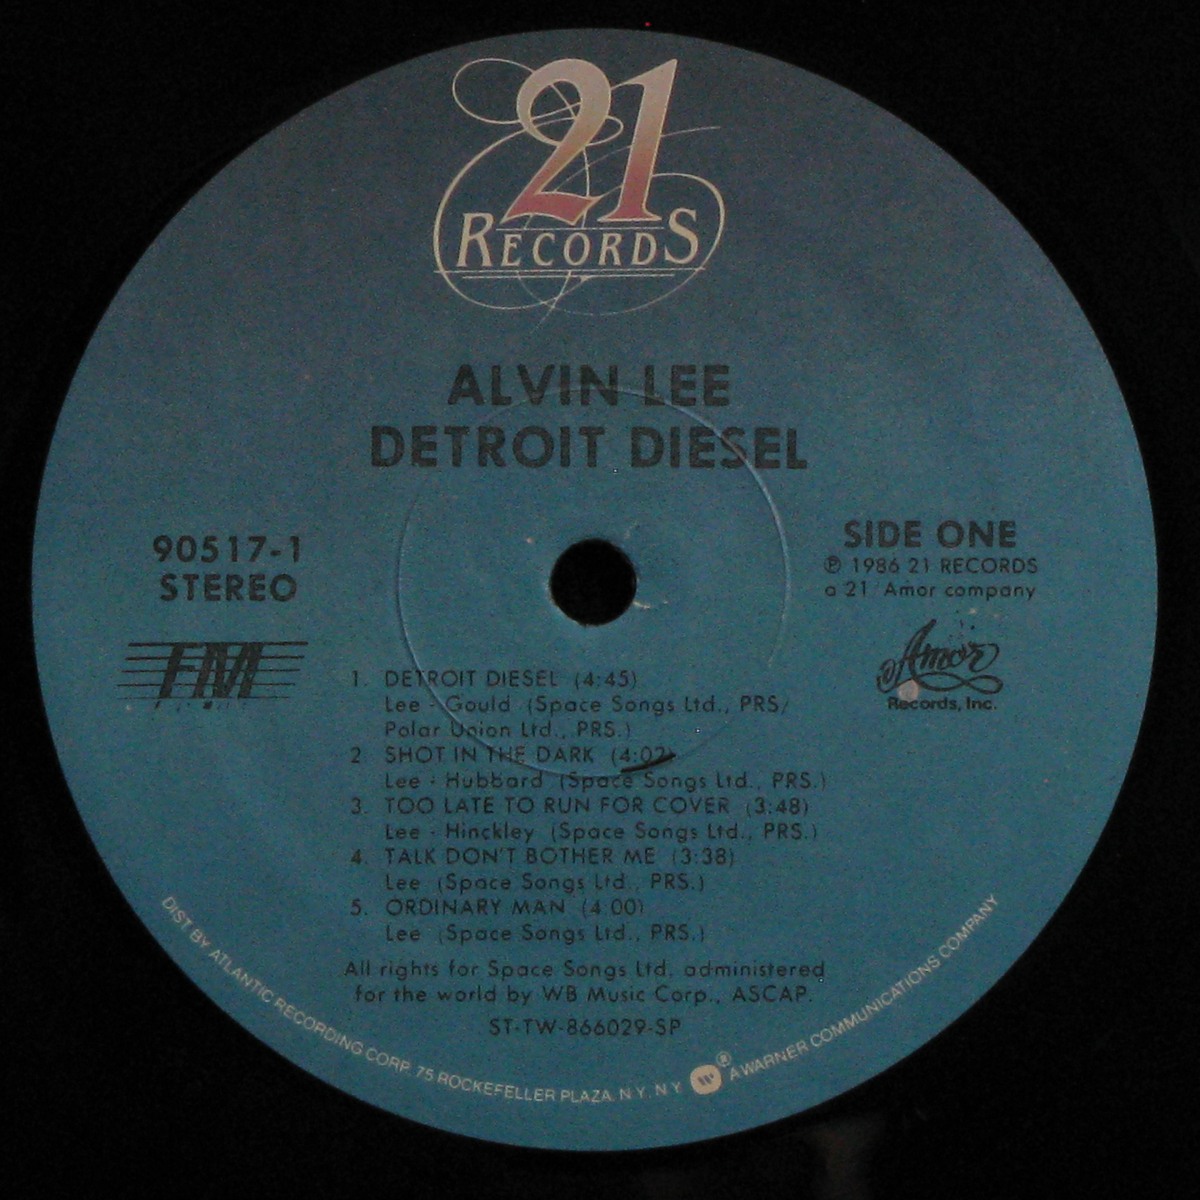 21
RECORDS
ALVIN LEE
DETROIT DIESEL
90517-1
STEREO
FM
SIDE ONE
℗ 1986 21 RECORDS
a 21 Amor company
Amor
Records, Inc.
1. DETROIT DIESEL (4:45)
Lee - Gould (Space Songs Ltd., PRS/
Polar Union Ltd., PRS.)
2 SHOT IN THE DARK (4:02)
Lee - Hubbard (Space Songs Ltd., PRS.)
3. TOO LATE TO RUN FOR COVER (3:48)
Lee - Hinckley (Space Songs Ltd., PRS.)
4. TALK DON'T BOTHER ME (3:38)
Lee (Space Songs Ltd., PRS.)
5. ORDINARY MAN (4:00)
Lee (Space Songs Ltd., PRS.)
All rights for Space Songs Ltd. administered
for the world by WB Music Corp., ASCAP.
ST-TW-866029-SP
DIST BY ATLANTIC RECORDING CORP. 75 ROCKEFELLER PLAZA, N.Y., N.Y. ® A WARNER COMMUNICATIONS COMPANY